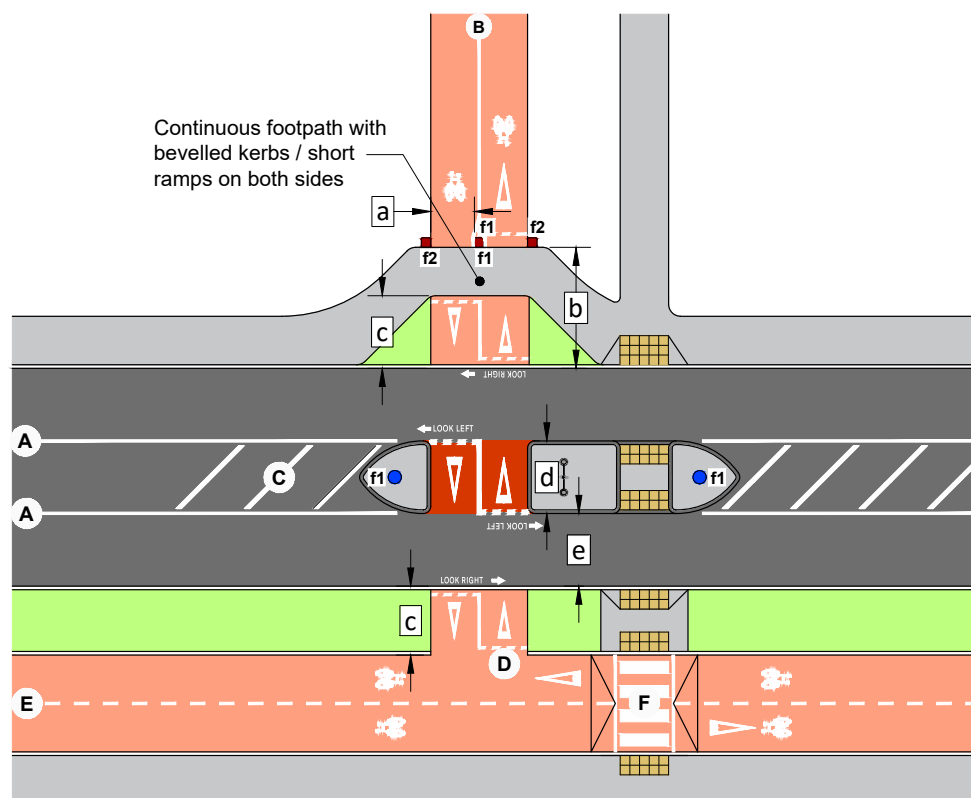 B
Continuous footpath with
bevelled kerbs / short
ramps on both sides
a
f1
f2
f2
f1
b
c
LOOK RIGHT
A
LOOK LEFT
C
f1
d
f1
A
LOOK LEFT
e
LOOK RIGHT
c
D
E
F